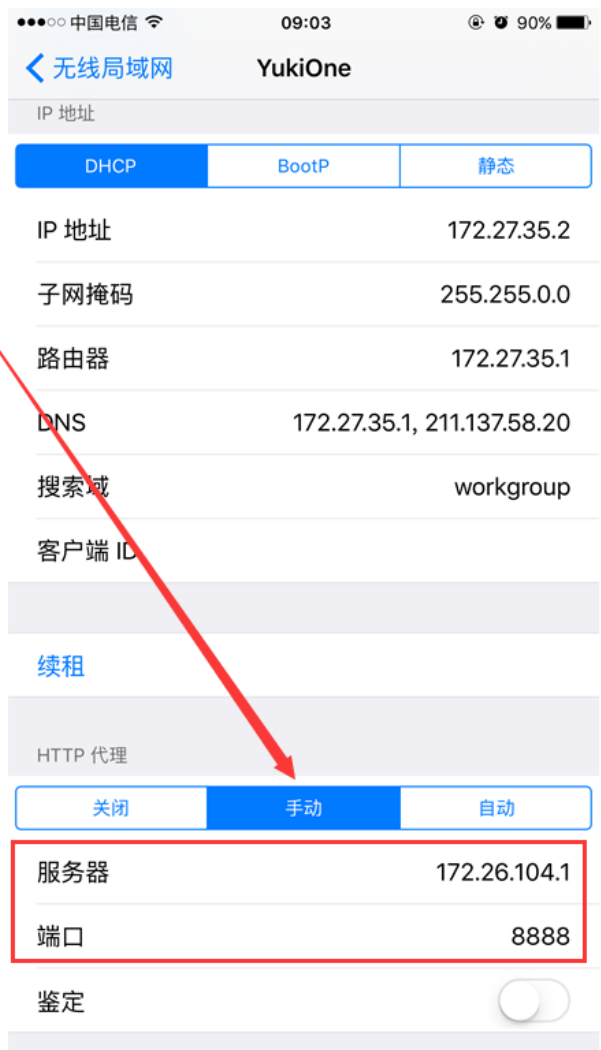 中国电信 09:03 90%
无线局域网 YukiOne
IP 地址
DHCP BootP 静态
IP 地址 172.27.35.2
子网掩码 255.255.0.0
路由器 172.27.35.1
DNS 172.27.35.1, 211.137.58.20
搜索域 workgroup
客户端 ID
续租
HTTP 代理
关闭 手动 自动
服务器 172.26.104.1
端口 8888
鉴定